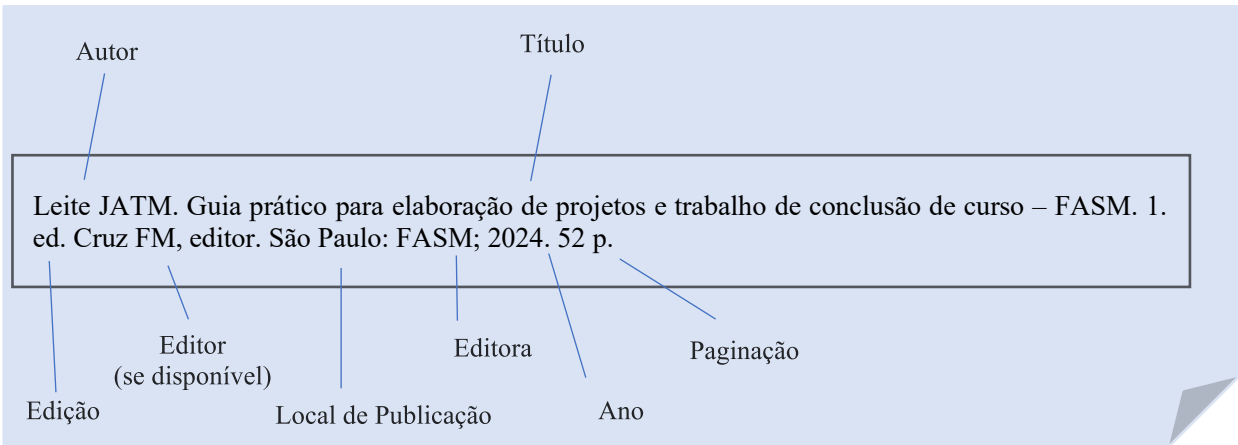 Autor
Título
Leite JATM. Guia prático para elaboração de projetos e trabalho de conclusão de curso – FASM. 1.
ed. Cruz FM, editor. São Paulo: FASM; 2024. 52 p.
Editor
(se disponível)
Editora
Paginação
Edição
Local de Publicação
Ano